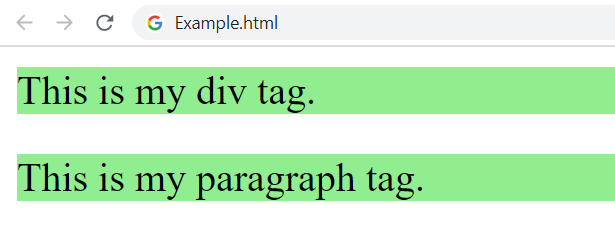 Example.html
This is my div tag.
This is my paragraph tag.